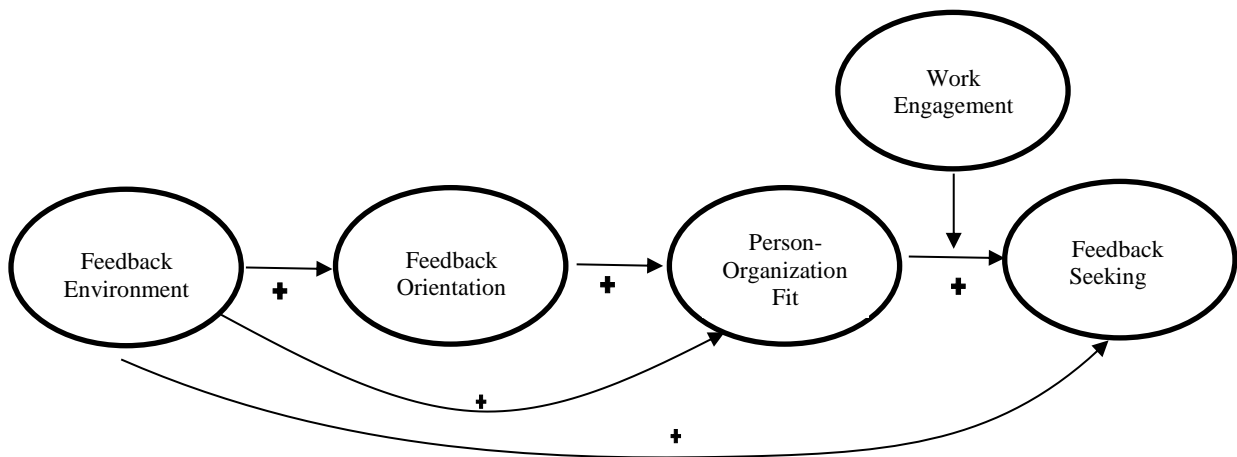 Work
Engagement
Feedback
Environment
Feedback
Orientation
Person-
Organization
Fit
Feedback
Seeking
+
+
+
+
+